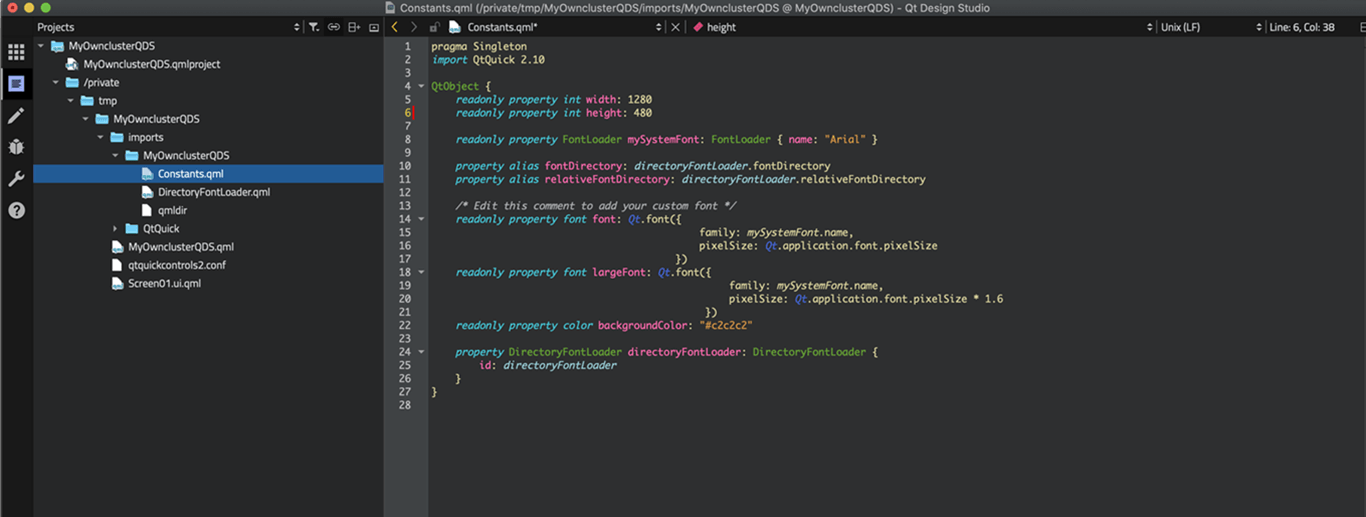 Constants.qml (/private/tmp/MyOwnclusterQDS/imports/MyOwnclusterQDS @ MyOwnclusterQDS) - Qt Design Studio
Projects
Constants.qml*
height
Unix (LF)
Line: 6, Col: 38
MyOwnclusterQDS
MyOwnclusterQDS.qmlproject
/private
tmp
MyOwnclusterQDS
imports
MyOwnclusterQDS
Constants.qml
DirectoryFontLoader.qml
qmldir
QtQuick
MyOwnclusterQDS.qml
qtquickcontrols2.conf
Screen01.ui.qml
1 pragma Singleton
2 import QtQuick 2.10
3
4 QtObject {
5 readonly property int width: 1280
6 readonly property int height: 480
7
8 readonly property FontLoader mySystemFont: FontLoader { name: "Arial" }
9
10 property alias fontDirectory: directoryFontLoader.fontDirectory
11 property alias relativeFontDirectory: directoryFontLoader.relativeFontDirectory
12
13 /* Edit this comment to add your custom font */
14 readonly property font font: Qt.font({
15 family: mySystemFont.name,
16 pixelSize: Qt.application.font.pixelSize
17 })
18 readonly property font largeFont: Qt.font({
19 family: mySystemFont.name,
20 pixelSize: Qt.application.font.pixelSize * 1.6
21 })
22 readonly property color backgroundColor: "#c2c2c2"
23
24 property DirectoryFontLoader directoryFontLoader: DirectoryFontLoader {
25 id: directoryFontLoader
26 }
27 }
28